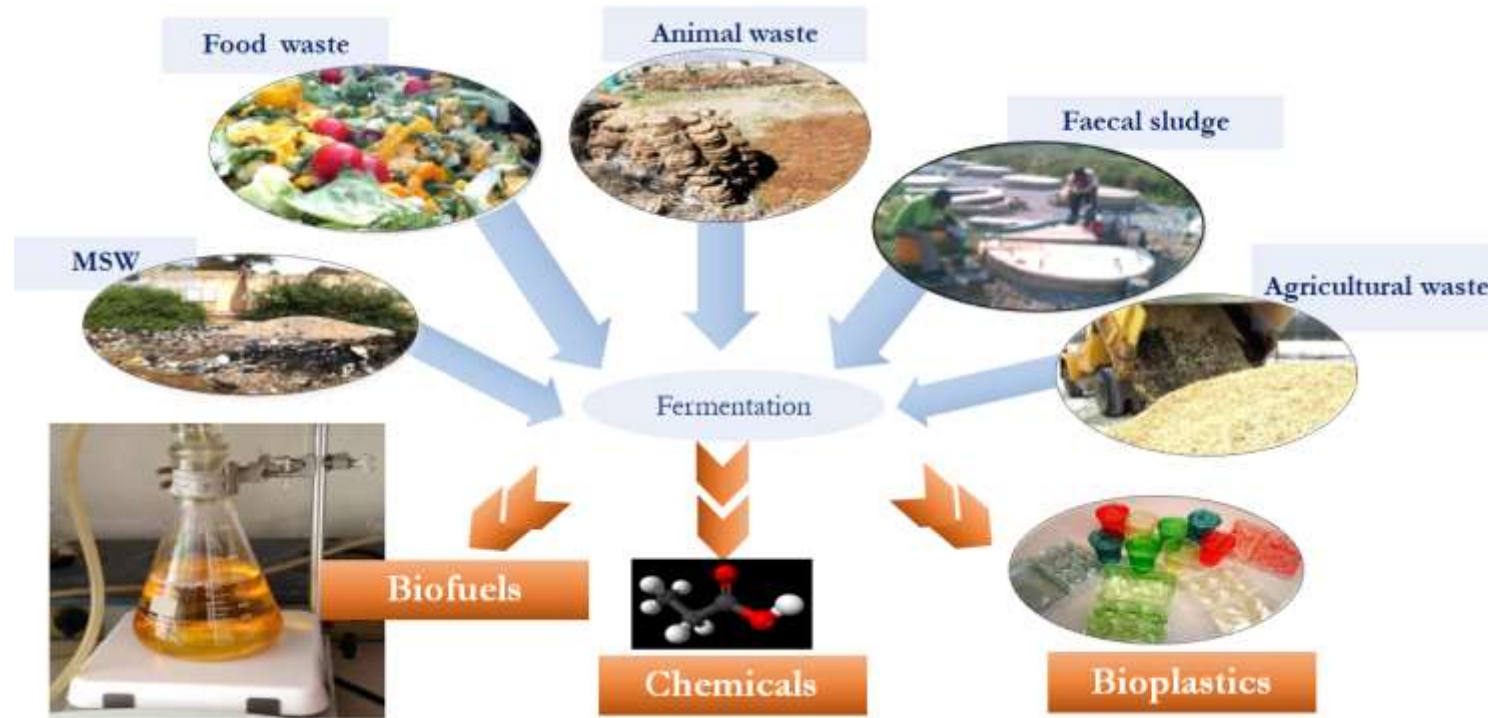 Food waste
Animal waste
Faecal sludge
MSW
Agricultural waste
Fermentation
Biofuels
Chemicals
Bioplastics